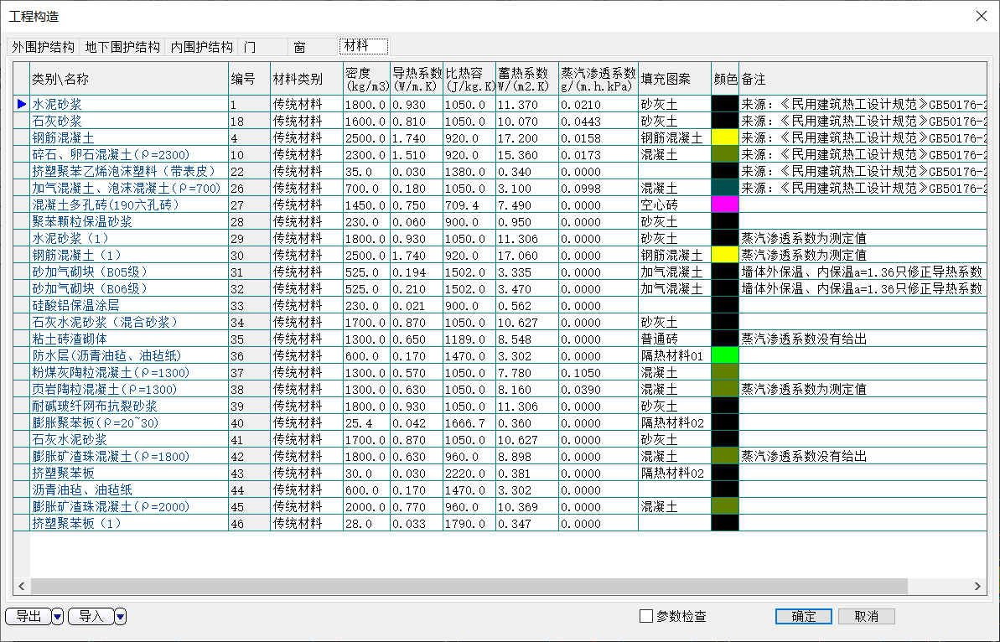 工程构造
外围护结构 地下围护结构 内围护结构 门 窗 材料
类别\名称 编号 材料类别 密度(kg/m3) 导热系数(W/m.K) 比热容(J/kg.K) 蓄热系数W/(m2.K) 蒸汽渗透系数g/(m.h.kPa) 填充图案 颜色 备注
水泥砂浆 1 传统材料 1800.0 0.930 1050.0 11.370 0.0210 砂灰土 来源：《民用建筑热工设计规范》GB50176-2
石灰砂浆 18 传统材料 1600.0 0.810 1050.0 10.070 0.0443 砂灰土 来源：《民用建筑热工设计规范》GB50176-2
钢筋混凝土 4 传统材料 2500.0 1.740 920.0 17.200 0.0158 钢筋混凝土 来源：《民用建筑热工设计规范》GB50176-2
碎石、卵石混凝土(ρ=2300) 10 传统材料 2300.0 1.510 920.0 15.360 0.0173 混凝土 来源：《民用建筑热工设计规范》GB50176-2
挤塑聚苯乙烯泡沫塑料（带表皮） 22 传统材料 35.0 0.030 1380.0 0.340 0.0000 来源：《民用建筑热工设计规范》GB50176-2
加气混凝土、泡沫混凝土(ρ=700) 26 传统材料 700.0 0.180 1050.0 3.100 0.0998 混凝土 来源：《民用建筑热工设计规范》GB50176-2
混凝土多孔砖(190六孔砖） 27 传统材料 1450.0 0.750 709.4 7.490 0.0000 空心砖
聚苯颗粒保温砂浆 28 传统材料 230.0 0.060 900.0 0.950 0.0000 砂灰土
水泥砂浆（1） 29 传统材料 1800.0 0.930 1050.0 11.306 0.0000 砂灰土 蒸汽渗透系数为测定值
钢筋混凝土（1） 30 传统材料 2500.0 1.740 920.0 17.060 0.0000 钢筋混凝土 蒸汽渗透系数为测定值
砂加气砌块（B05级） 31 传统材料 525.0 0.194 1502.0 3.335 0.0000 加气混凝土 墙体外保温、内保温a=1.36只修正导热系数
砂加气砌块（B06级） 32 传统材料 525.0 0.210 1502.0 3.470 0.0000 加气混凝土 墙体外保温、内保温a=1.36只修正导热系数
硅酸铝保温涂层 33 传统材料 230.0 0.021 900.0 0.562 0.0000
石灰水泥砂浆（混合砂浆） 34 传统材料 1700.0 0.870 1050.0 10.627 0.0000 砂灰土
粘土砖渣砌体 35 传统材料 1300.0 0.650 1189.0 8.548 0.0000 普通砖 蒸汽渗透系数没有给出
防水层(沥青油毡、油毡纸) 36 传统材料 600.0 0.170 1470.0 3.302 0.0000 隔热材料01
粉煤灰陶粒混凝土(ρ=1300) 37 传统材料 1300.0 0.570 1050.0 7.780 0.1050 混凝土
页岩陶粒混凝土(ρ=1300) 38 传统材料 1300.0 0.630 1050.0 8.160 0.0390 混凝土 蒸汽渗透系数为测定值
耐碱玻纤网布抗裂砂浆 39 传统材料 1800.0 0.930 1050.0 11.306 0.0000 砂灰土
膨胀聚苯板(ρ=20~30) 40 传统材料 25.4 0.042 1666.7 0.360 0.0000 隔热材料02
石灰水泥砂浆 41 传统材料 1700.0 0.870 1050.0 10.627 0.0000 砂灰土
膨胀矿渣珠混凝土(ρ=1800) 42 传统材料 1800.0 0.630 960.0 8.898 0.0000 混凝土 蒸汽渗透系数没有给出
挤塑聚苯板 43 传统材料 30.0 0.030 2220.0 0.381 0.0000 隔热材料02
沥青油毡、油毡纸 44 传统材料 600.0 0.170 1470.0 3.302 0.0000
膨胀矿渣珠混凝土(ρ=2000) 45 传统材料 2000.0 0.770 960.0 10.369 0.0000 混凝土
挤塑聚苯板（1） 46 传统材料 28.0 0.033 1790.0 0.347 0.0000
导出 导入 参数检查 确定 取消